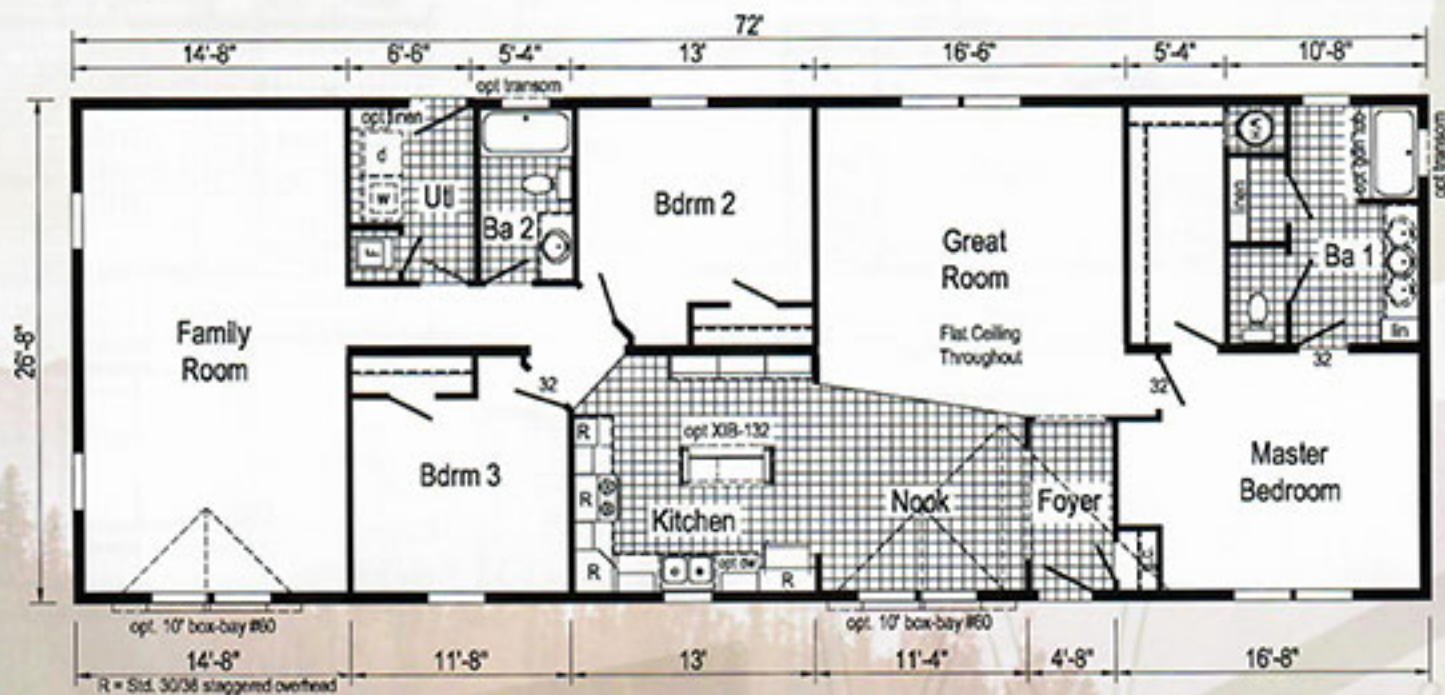 72'
14'-8" 6'-6" 5'-4" 13' 16'-6" 5'-4" 10'-8"
opt transom
opt linen
d
w
Utl
F
Ba 2
Bdrm 2
Great
Room
Flat Ceiling
Throughout
linen
Ba 1
lin
opt gdn tub
opt transom
26'-8"
Family
Room
32
32
32
Bdrm 3
R
R
R
R
opt XIB-132
Kitchen
opt dw
Nook
Foyer
Master
Bedroom
opt. 10' box-bay #60
opt. 10' box-bay #60
14'-8" 11'-8" 13' 11'-4" 4'-8" 16'-8"
R = Std. 30/36 staggered overhead